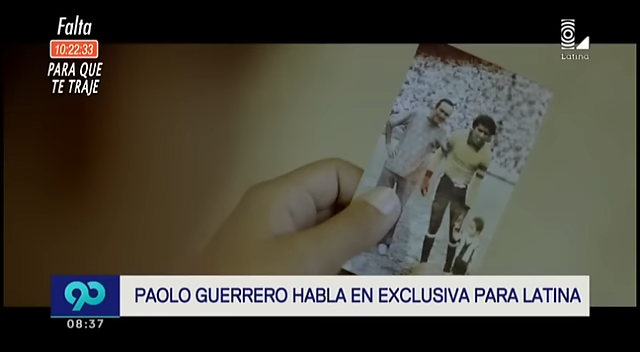 Falta
10:22:33
PARA QUE
TE TRAJE
Latina
90
PAOLO GUERRERO HABLA EN EXCLUSIVA PARA LATINA
08:37